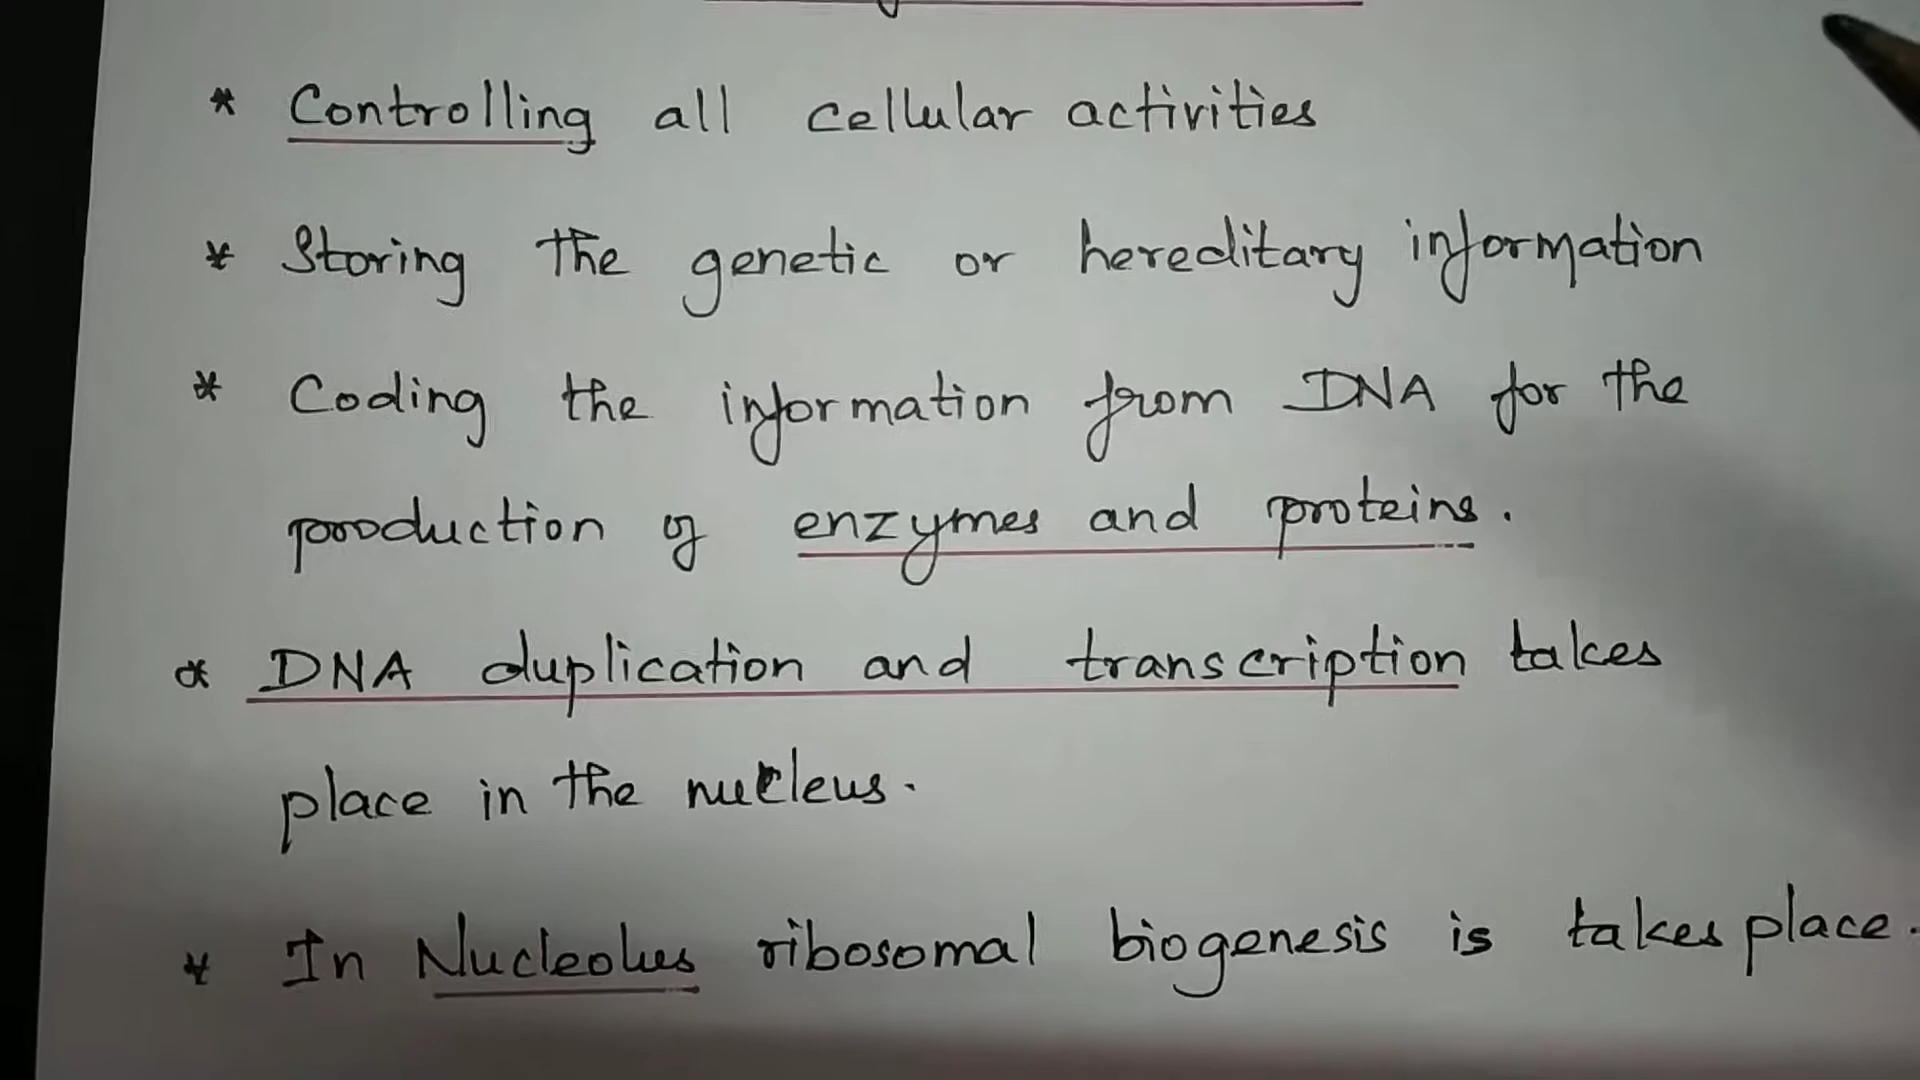 * Controlling all cellular activities
* Storing the genetic or hereditary information
* Coding the information from DNA for the
production of enzymes and proteins.
* DNA duplication and transcription takes
place in the nucleus.
* In Nucleolus ribosomal biogenesis is takes place.